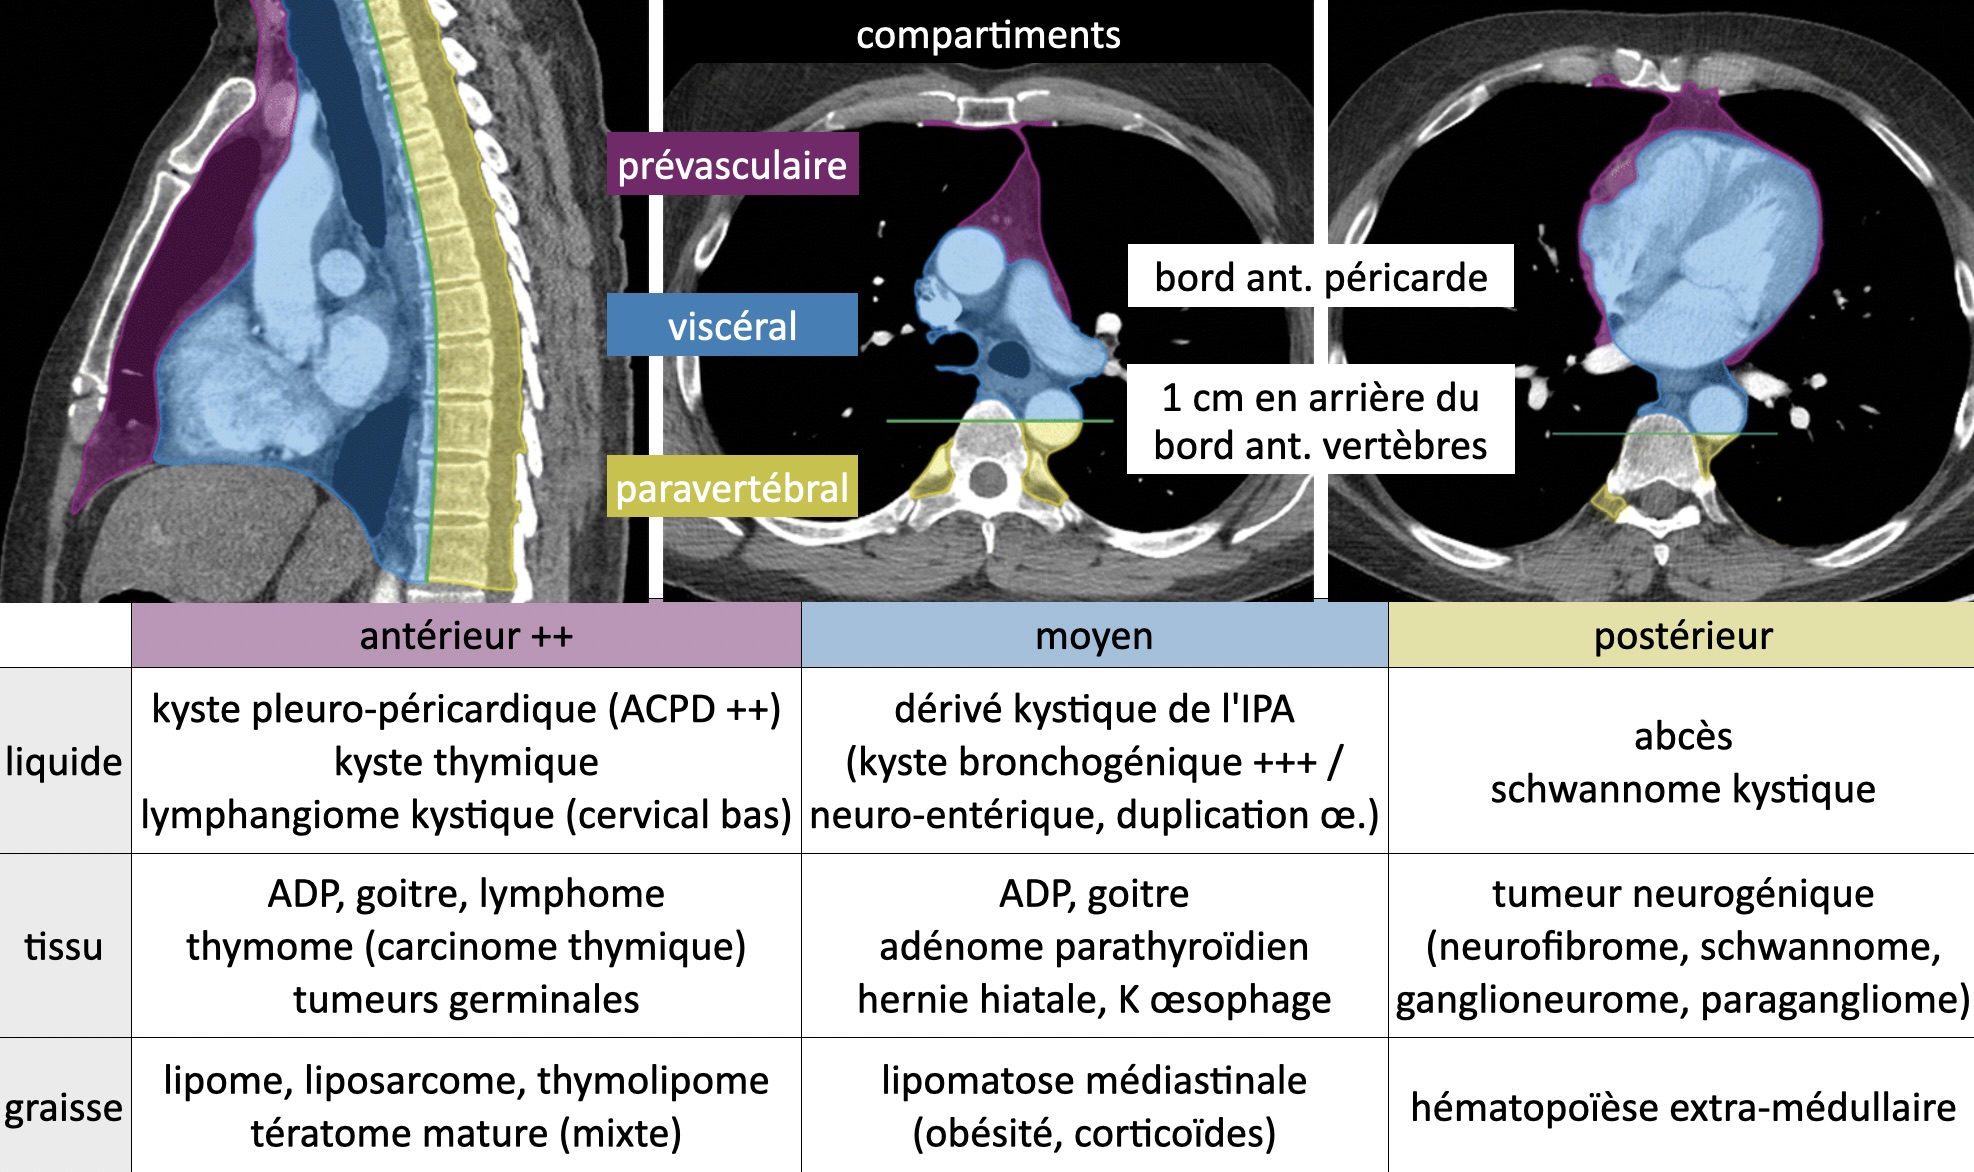 compartiments
prévasculaire
viscéral
paravertébral
bord ant. péricarde
1 cm en arrière du
bord ant. vertèbres
antérieur ++
moyen
postérieur
liquide
kyste pleuro-péricardique (ACPD ++)
kyste thymique
lymphangiome kystique (cervical bas)
dérivé kystique de l'IPA
(kyste bronchogénique +++ /
neuro-entérique, duplication œ.)
abcès
schwannome kystique
tissu
ADP, goitre, lymphome
thymome (carcinome thymique)
tumeurs germinales
ADP, goitre
adénome parathyroïdien
hernie hiatale, K œsophage
tumeur neurogénique
(neurofibrome, schwannome,
ganglioneurome, paragangliome)
graisse
lipome, liposarcome, thymolipome
tératome mature (mixte)
lipomatose médiastinale
(obésité, corticoïdes)
hématopoïèse extra-médullaire